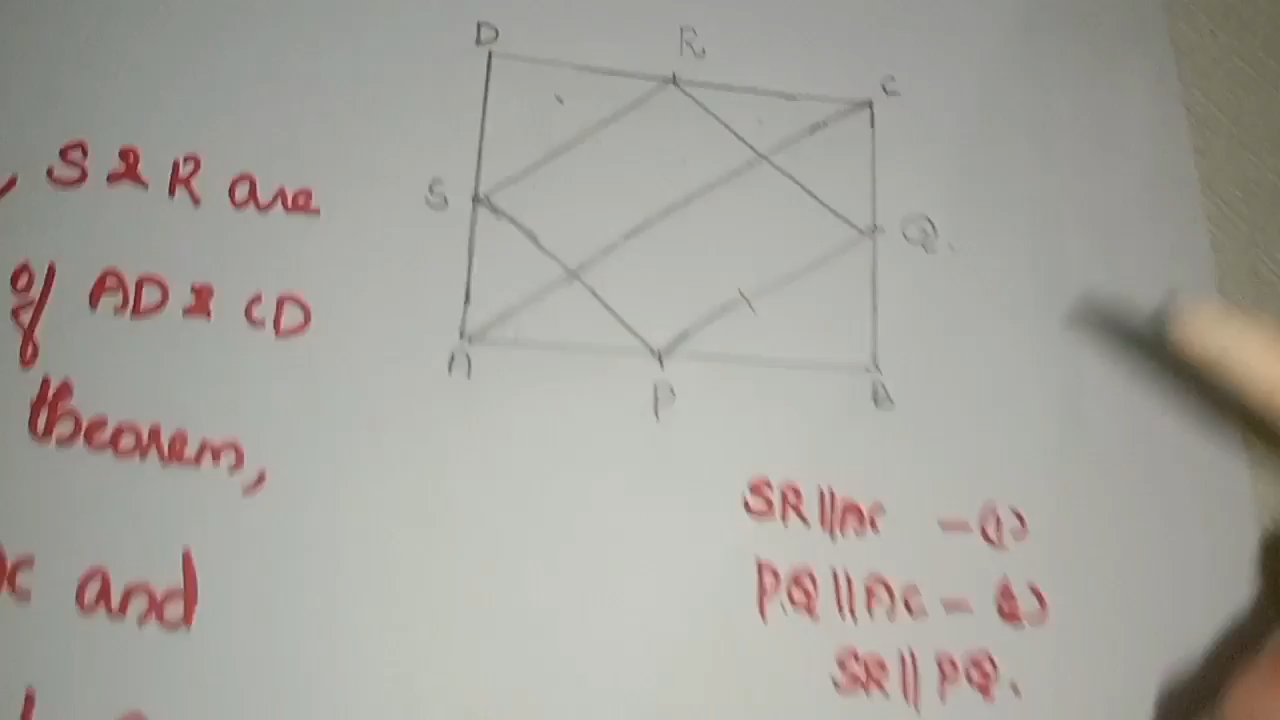 D R C
, S & R are
S Q.
of AD & CD
A P B
theorem,
SR || AC - (1)
and
PQ || AC - (2)
SR || PQ.